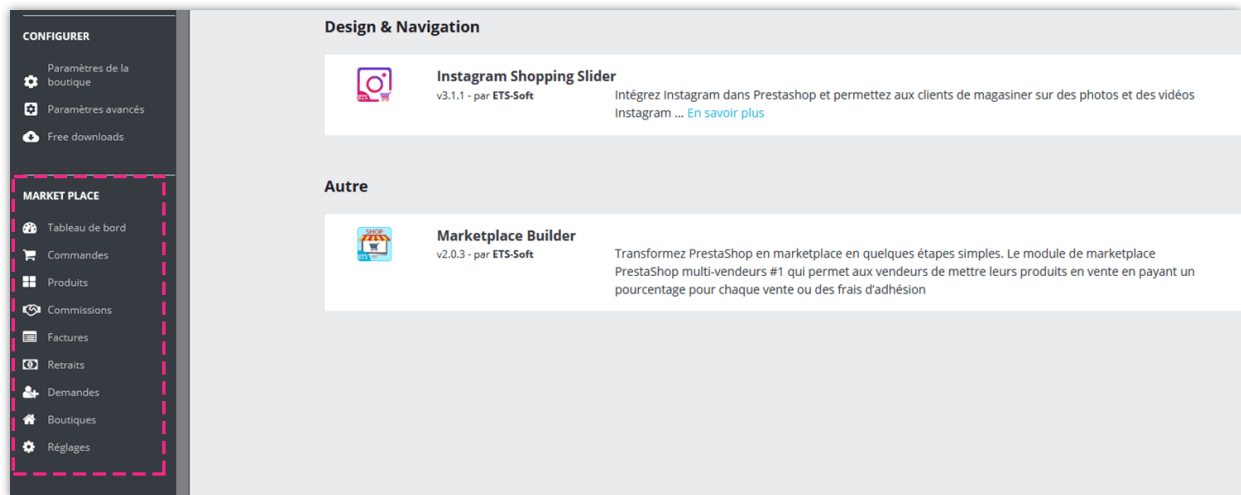 CONFIGURER
Paramètres de la
boutique
Paramètres avancés
Free downloads
MARKET PLACE
Tableau de bord
Commandes
Produits
Commissions
Factures
Retraits
Demandes
Boutiques
Réglages
Design & Navigation
Instagram Shopping Slider
v3.1.1 - par ETS-Soft
Intégrez Instagram dans Prestashop et permettez aux clients de magasiner sur des photos et des vidéos
Instagram ... En savoir plus
Autre
SHOP
Marketplace Builder
v2.0.3 - par ETS-Soft
Transformez PrestaShop en marketplace en quelques étapes simples. Le module de marketplace
PrestaShop multi-vendeurs #1 qui permet aux vendeurs de mettre leurs produits en vente en payant un
pourcentage pour chaque vente ou des frais d’adhésion